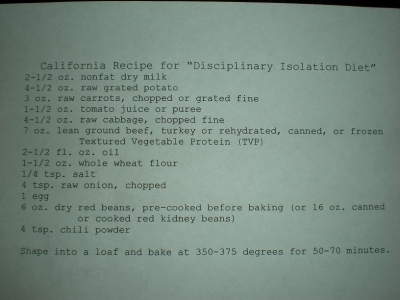 California Recipe for "Disciplinary Isolation Diet"
2-1/2 oz. nonfat dry milk
4-1/2 oz. raw grated potato
3 oz. raw carrots, chopped or grated fine
1-1/2 oz. tomato juice or puree
4-1/2 oz. raw cabbage, chopped fine
7 oz. lean ground beef, turkey or rehydrated, canned, or frozen
Textured Vegetable Protein (TVP)
2-1/2 fl. oz. oil
1-1/2 oz. whole wheat flour
1/4 tsp. salt
4 tsp. raw onion, chopped
1 egg
6 oz. dry red beans, pre-cooked before baking (or 16 oz. canned
or cooked red kidney beans)
4 tsp. chili powder
Shape into a loaf and bake at 350-375 degrees for 50-70 minutes.